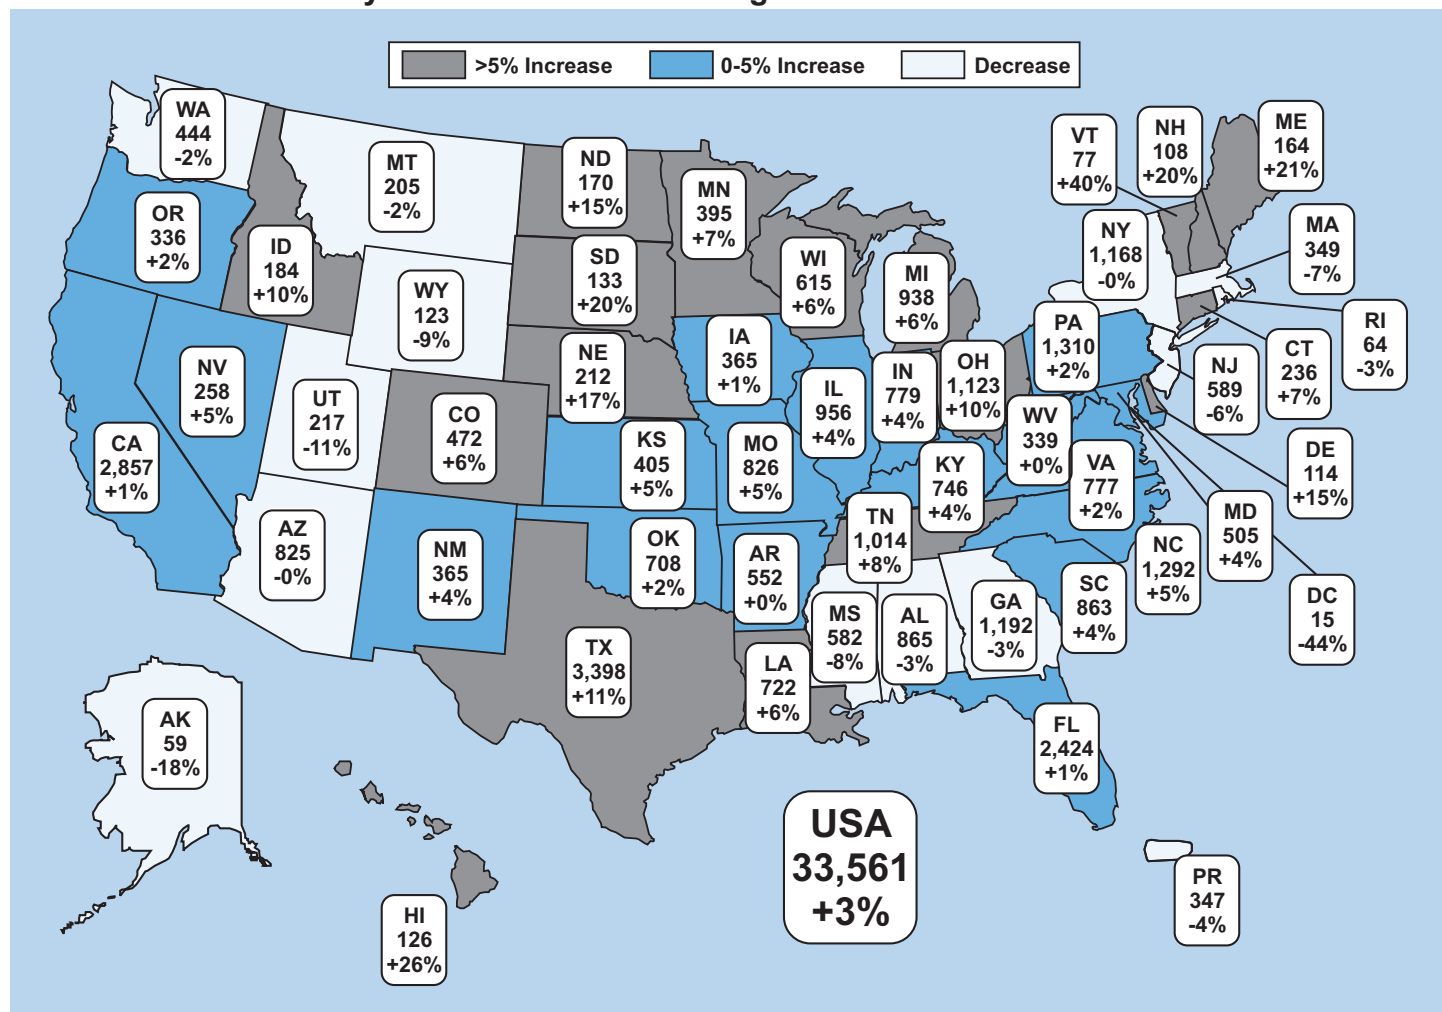 >5% Increase
0-5% Increase
Decrease
WA
444
-2%
MT
205
-2%
ND
170
+15%
MN
395
+7%
VT
77
+40%
NH
108
+20%
ME
164
+21%
OR
336
+2%
ID
184
+10%
WY
123
-9%
SD
133
+20%
WI
615
+6%
MI
938
+6%
NY
1,168
-0%
MA
349
-7%
RI
64
-3%
CT
236
+7%
NJ
589
-6%
PA
1,310
+2%
NV
258
+5%
UT
217
-11%
CO
472
+6%
NE
212
+17%
IA
365
+1%
IL
956
+4%
IN
779
+4%
OH
1,123
+10%
WV
339
+0%
DE
114
+15%
CA
2,857
+1%
KS
405
+5%
MO
826
+5%
KY
746
+4%
VA
777
+2%
MD
505
+4%
DC
15
-44%
AZ
825
-0%
NM
365
+4%
OK
708
+2%
AR
552
+0%
TN
1,014
+8%
NC
1,292
+5%
SC
863
+4%
TX
3,398
+11%
LA
722
+6%
MS
582
-8%
AL
865
-3%
GA
1,192
-3%
FL
2,424
+1%
AK
59
-18%
HI
126
+26%
USA
33,561
+3%
PR
347
-4%